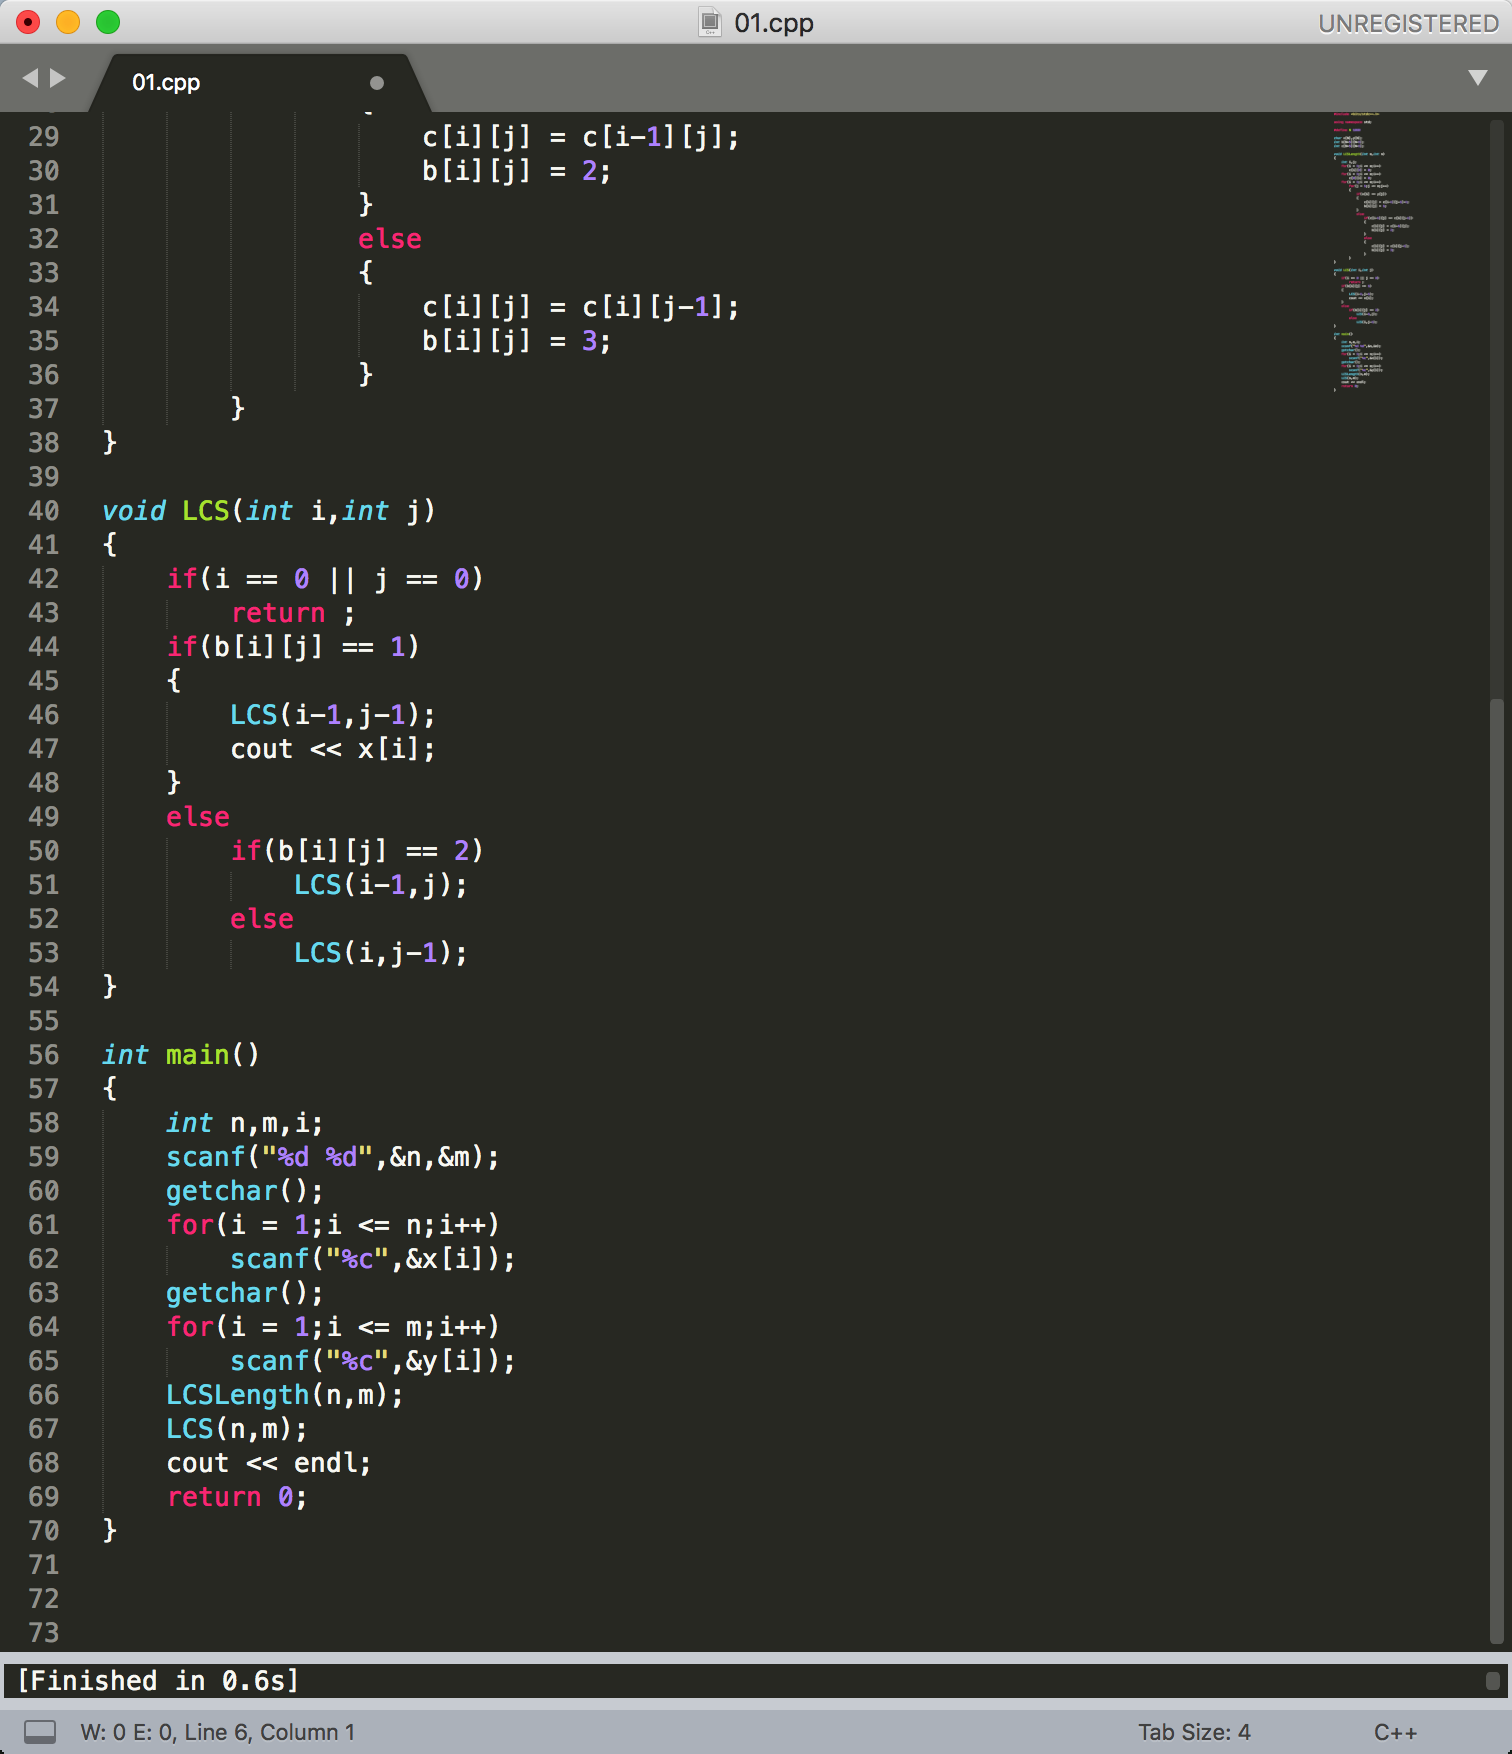 01.cpp
UNREGISTERED
01.cpp
29 c[i][j] = c[i-1][j];
30 b[i][j] = 2;
31 }
32 else
33 {
34 c[i][j] = c[i][j-1];
35 b[i][j] = 3;
36 }
37 }
38 }
39
40 void LCS(int i,int j)
41 {
42 if(i == 0 || j == 0)
43 return ;
44 if(b[i][j] == 1)
45 {
46 LCS(i-1,j-1);
47 cout << x[i];
48 }
49 else
50 if(b[i][j] == 2)
51 LCS(i-1,j);
52 else
53 LCS(i,j-1);
54 }
55
56 int main()
57 {
58 int n,m,i;
59 scanf("%d %d",&n,&m);
60 getchar();
61 for(i = 1;i <= n;i++)
62 scanf("%c",&x[i]);
63 getchar();
64 for(i = 1;i <= m;i++)
65 scanf("%c",&y[i]);
66 LCSLength(n,m);
67 LCS(n,m);
68 cout << endl;
69 return 0;
70 }
71
72
73
[Finished in 0.6s]
W: 0 E: 0, Line 6, Column 1
Tab Size: 4
C++